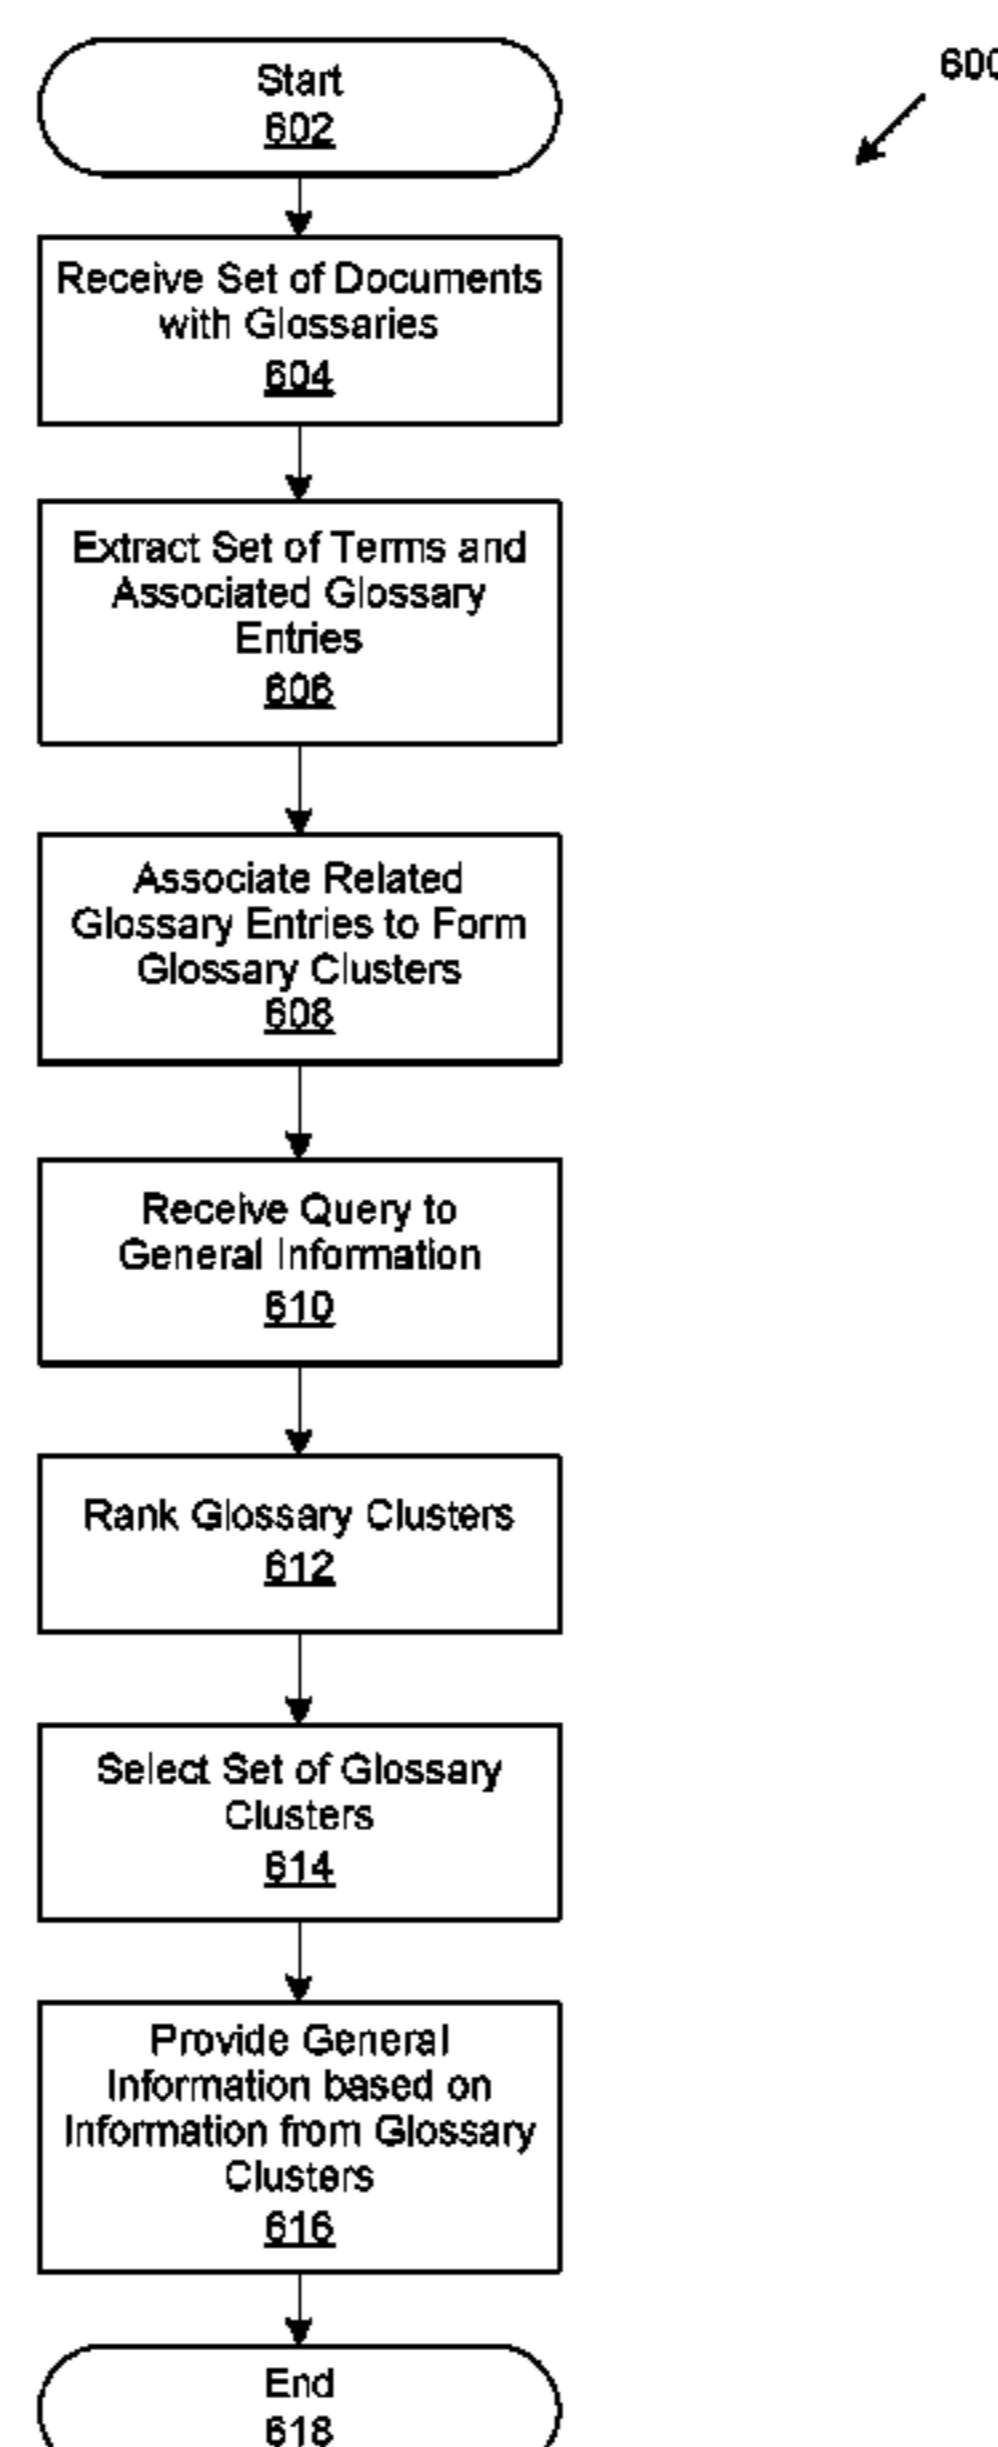 600
Start
602
Receive Set of Documents
with Glossaries
604
Extract Set of Terms and
Associated Glossary
Entries
606
Associate Related
Glossary Entries to Form
Glossary Clusters
608
Receive Query to
General Information
610
Rank Glossary Clusters
612
Select Set of Glossary
Clusters
614
Provide General
Information based on
Information from Glossary
Clusters
616
End
618